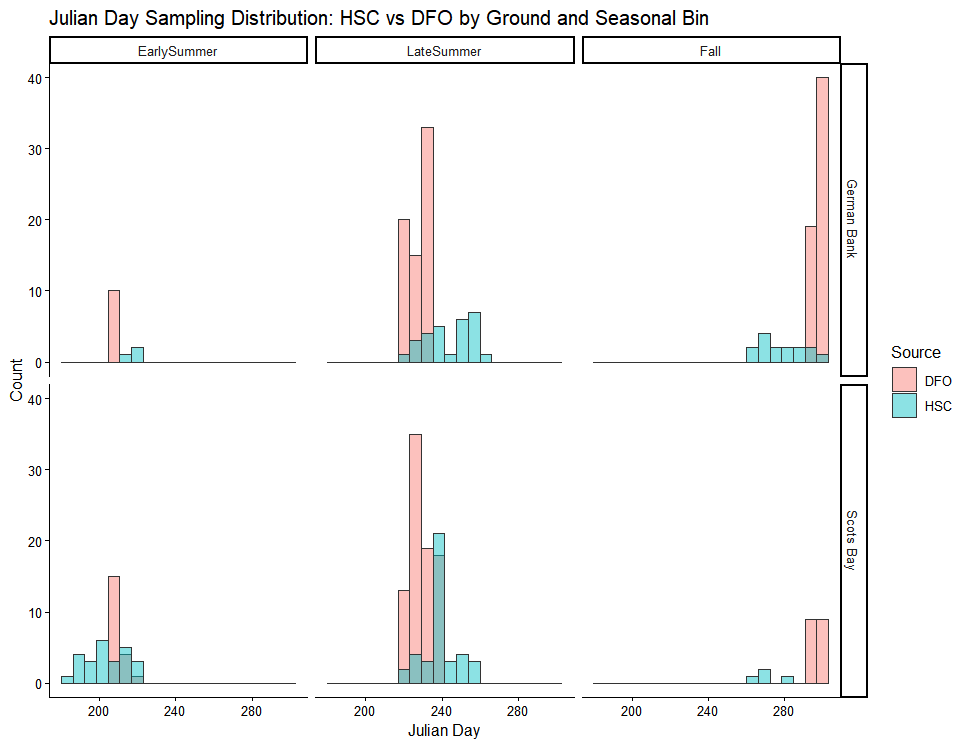 Julian Day Sampling Distribution: HSC vs DFO by Ground and Seasonal Bin
EarlySummer
LateSummer
Fall
40
30
20
10
0
German Bank
Count
40
30
20
10
0
Scots Bay
200
240
280
200
240
280
200
240
280
Julian Day
Source
DFO
HSC